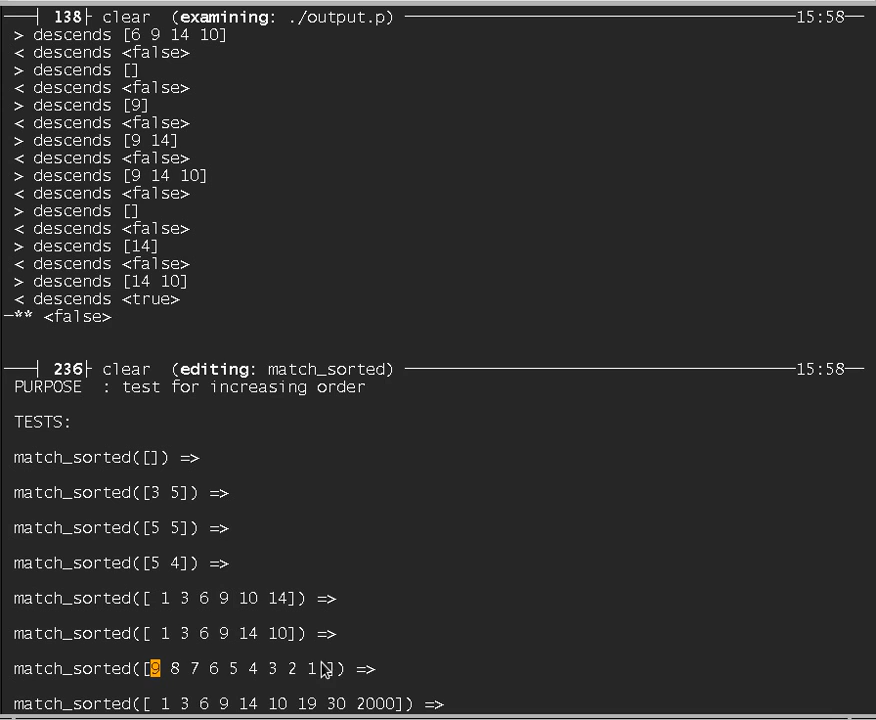 138 clear (examining: ./output.p) 15:58
> descends [6 9 14 10]
< descends <false>
> descends []
< descends <false>
> descends [9]
< descends <false>
> descends [9 14]
< descends <false>
> descends [9 14 10]
< descends <false>
> descends []
< descends <false>
> descends [14]
< descends <false>
> descends [14 10]
< descends <true>
** <false>
236 clear (editing: match_sorted) 15:58
PURPOSE : test for increasing order
TESTS:
match_sorted([]) =>
match_sorted([3 5]) =>
match_sorted([5 5]) =>
match_sorted([5 4]) =>
match_sorted([ 1 3 6 9 10 14]) =>
match_sorted([ 1 3 6 9 14 10]) =>
match_sorted([9 8 7 6 5 4 3 2 1 ]) =>
match_sorted([ 1 3 6 9 14 10 19 30 2000]) =>